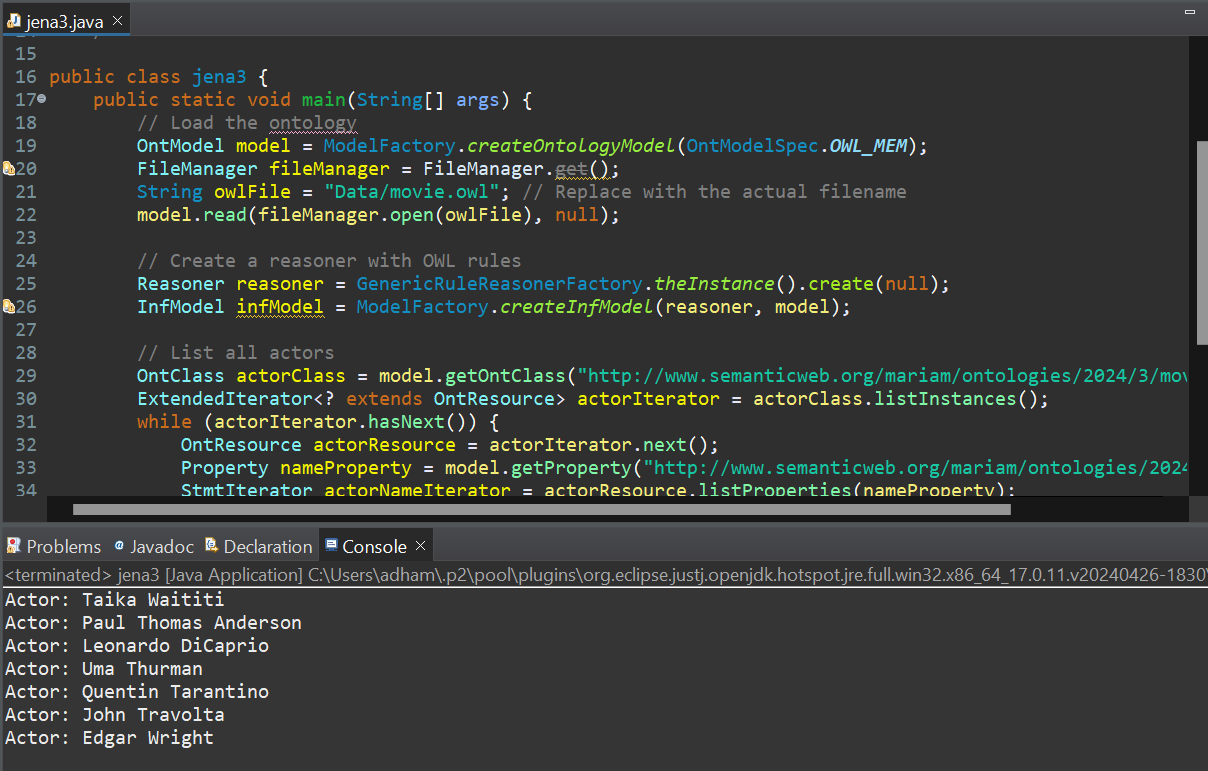 jena3.java
15
16 public class jena3 {
17 public static void main(String[] args) {
18 // Load the ontology
19 OntModel model = ModelFactory.createOntologyModel(OntModelSpec.OWL_MEM);
20 FileManager fileManager = FileManager.get();
21 String owlFile = "Data/movie.owl"; // Replace with the actual filename
22 model.read(fileManager.open(owlFile), null);
23
24 // Create a reasoner with OWL rules
25 Reasoner reasoner = GenericRuleReasonerFactory.theInstance().create(null);
26 InfModel infModel = ModelFactory.createInfModel(reasoner, model);
27
28 // List all actors
29 OntClass actorClass = model.getOntClass("http://www.semanticweb.org/mariam/ontologies/2024/3/mov
30 ExtendedIterator<? extends OntResource> actorIterator = actorClass.listInstances();
31 while (actorIterator.hasNext()) {
32 OntResource actorResource = actorIterator.next();
33 Property nameProperty = model.getProperty("http://www.semanticweb.org/mariam/ontologies/2024
34 StmtIterator actorNameIterator = actorResource.listProperties(nameProperty);
Problems @ Javadoc Declaration Console
<terminated> jena3 [Java Application] C:\Users\adham\.p2\pool\plugins\org.eclipse.justj.openjdk.hotspot.jre.full.win32.x86_64_17.0.11.v20240426-1830\
Actor: Taika Waititi
Actor: Paul Thomas Anderson
Actor: Leonardo DiCaprio
Actor: Uma Thurman
Actor: Quentin Tarantino
Actor: John Travolta
Actor: Edgar Wright